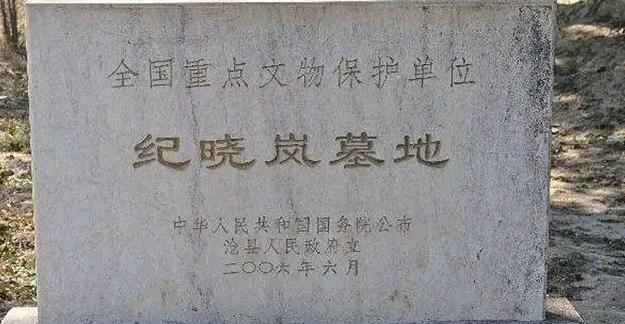 全国重点文物保护单位
纪晓岚墓地
中华人民共和国国务院公布
沧县人民政府立
二〇〇六年六月